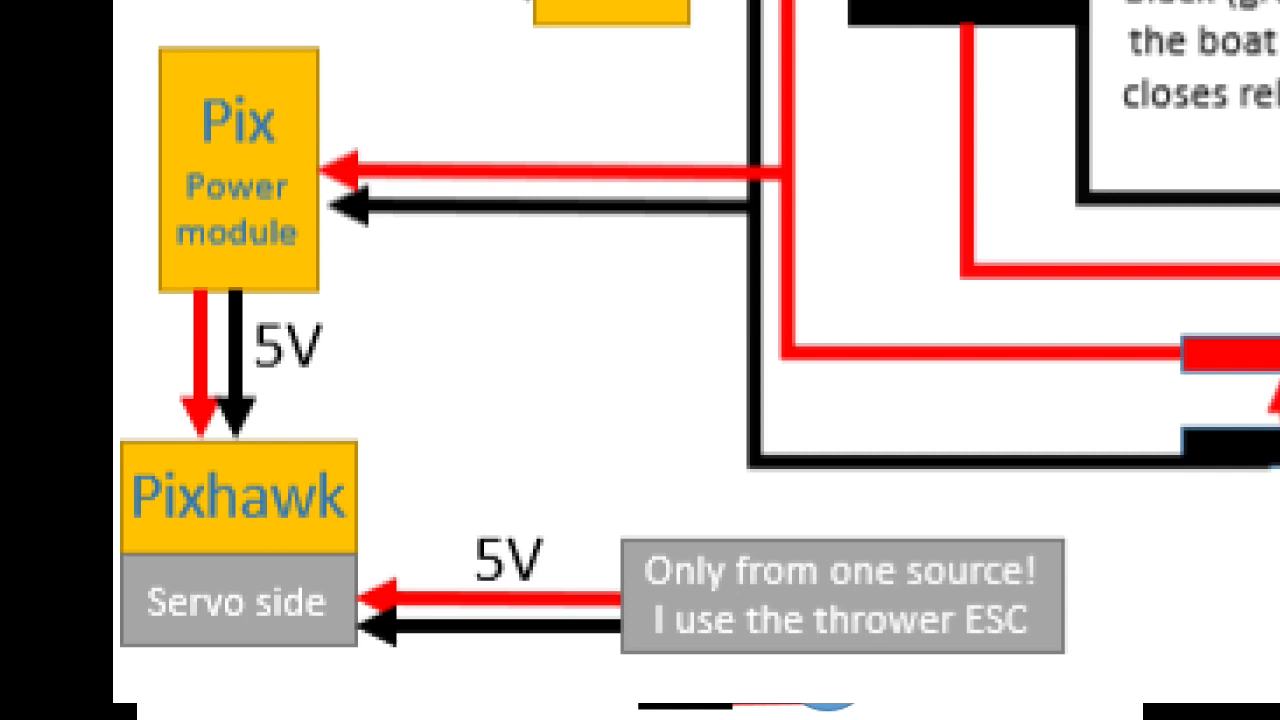 the boat
closes
Pix
Power
module
5V
Pixhawk
Servo side
5V
Only from one source!
I use the thrower ESC